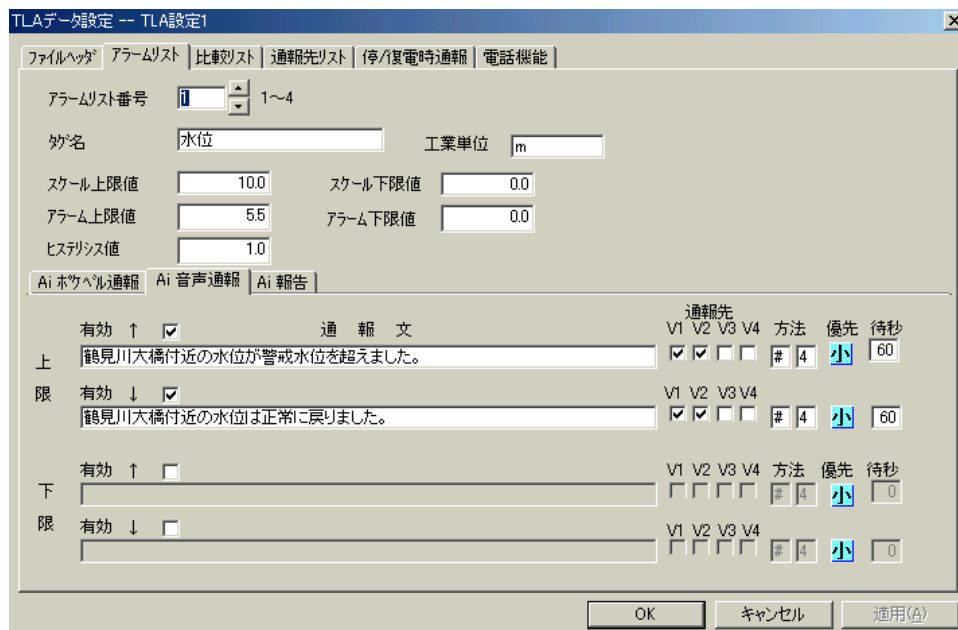 TLAデータ設定 -- TLA設定1
ファイルヘッダ アラームリスト 比較リスト 通報先リスト 停/復電時通報 電話機能
アラームリスト番号 1 1～4
タグ名 水位 工業単位 m
スケール上限値 10.0 スケール下限値 0.0
アラーム上限値 5.5 アラーム下限値 0.0
ヒステリシス値 1.0
Ai ポケベル通報 Ai 音声通報 Ai 報告
通報先
有効 ↑ 通 報 文 V1 V2 V3 V4 方法 優先 待秒
上 鶴見川大橋付近の水位が警戒水位を超えました。 # 4 小 60
限 有効 ↓ V1 V2 V3 V4
鶴見川大橋付近の水位は正常に戻りました。 # 4 小 60
有効 ↑ V1 V2 V3 V4 方法 優先 待秒
下 # 4 小 0
限 有効 ↓ V1 V2 V3 V4
# 4 小 0
OK キャンセル 適用(A)